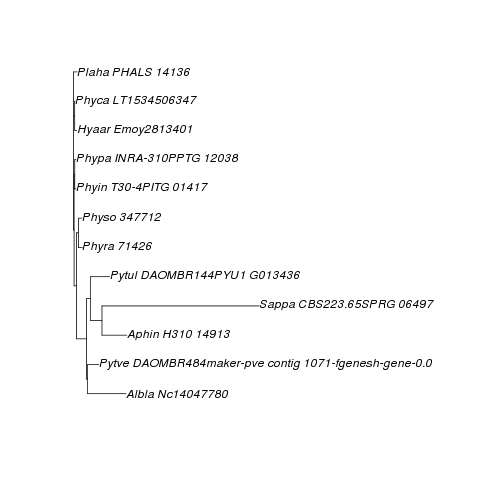 Plaha PHALS 14136
Phyca LT1534506347
Hyaar Emoy2813401
Phypa INRA-310PPTG 12038
Phyin T30-4PITG 01417
Physo 347712
Phyra 71426
Pytul DAOMBR144PYU1 G013436
Sappa CBS223.65SPRG 06497
Aphin H310 14913
Pytve DAOMBR484maker-pve contig 1071-fgenesh-gene-0.0
Albla Nc14047780